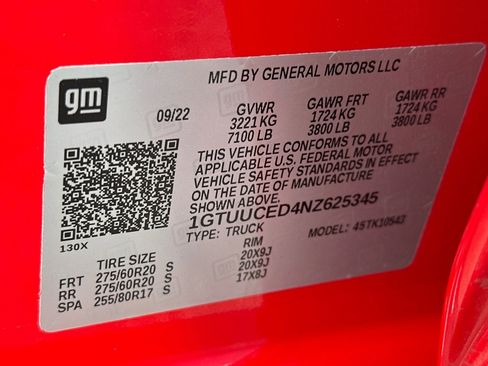 gm
MFD BY GENERAL MOTORS LLC
09/22 GVWR GAWR FRT GAWR RR
3221 KG 1724 KG 1724 KG
7100 LB 3800 LB 3800 LB
THIS VEHICLE CONFORMS TO ALL
APPLICABLE U.S. FEDERAL MOTOR
VEHICLE SAFETY STANDARDS IN EFFECT
ON THE DATE OF MANUFACTURE
SHOWN ABOVE.
1GTUUCED4NZ625345
TYPE: TRUCK MODEL: 4STK10543
130X
TIRE SIZE RIM
FRT 275/60R20 S 20X9J
RR 275/60R20 S 20X9J
SPA 255/80R17 S 17X8J